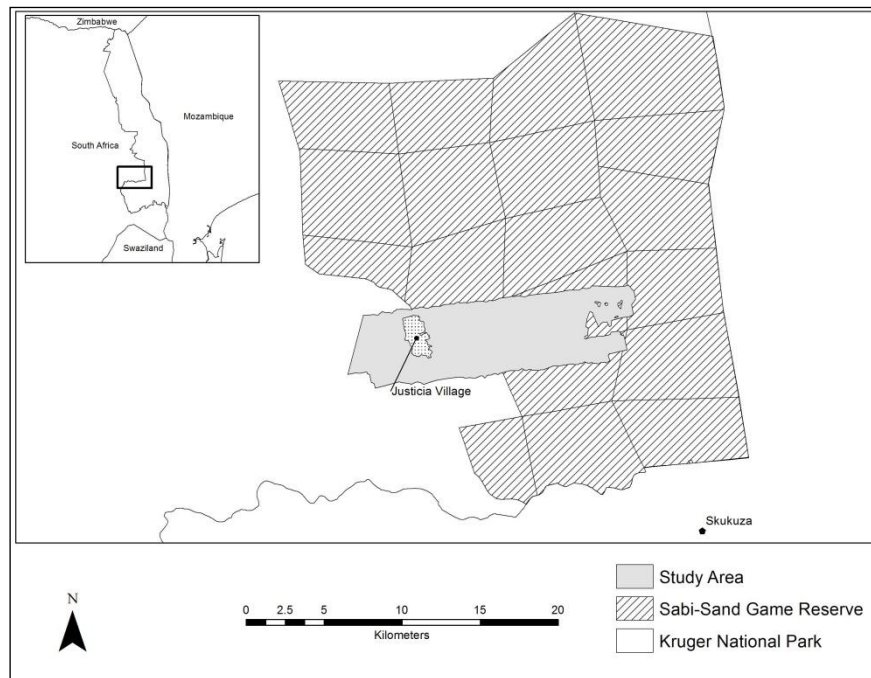 Zimbabwe
Mozambique
South Africa
Swaziland
Justicia Village
Skukuza
N
0 2.5 5 10 15 20
Kilometers
Study Area
Sabi-Sand Game Reserve
Kruger National Park